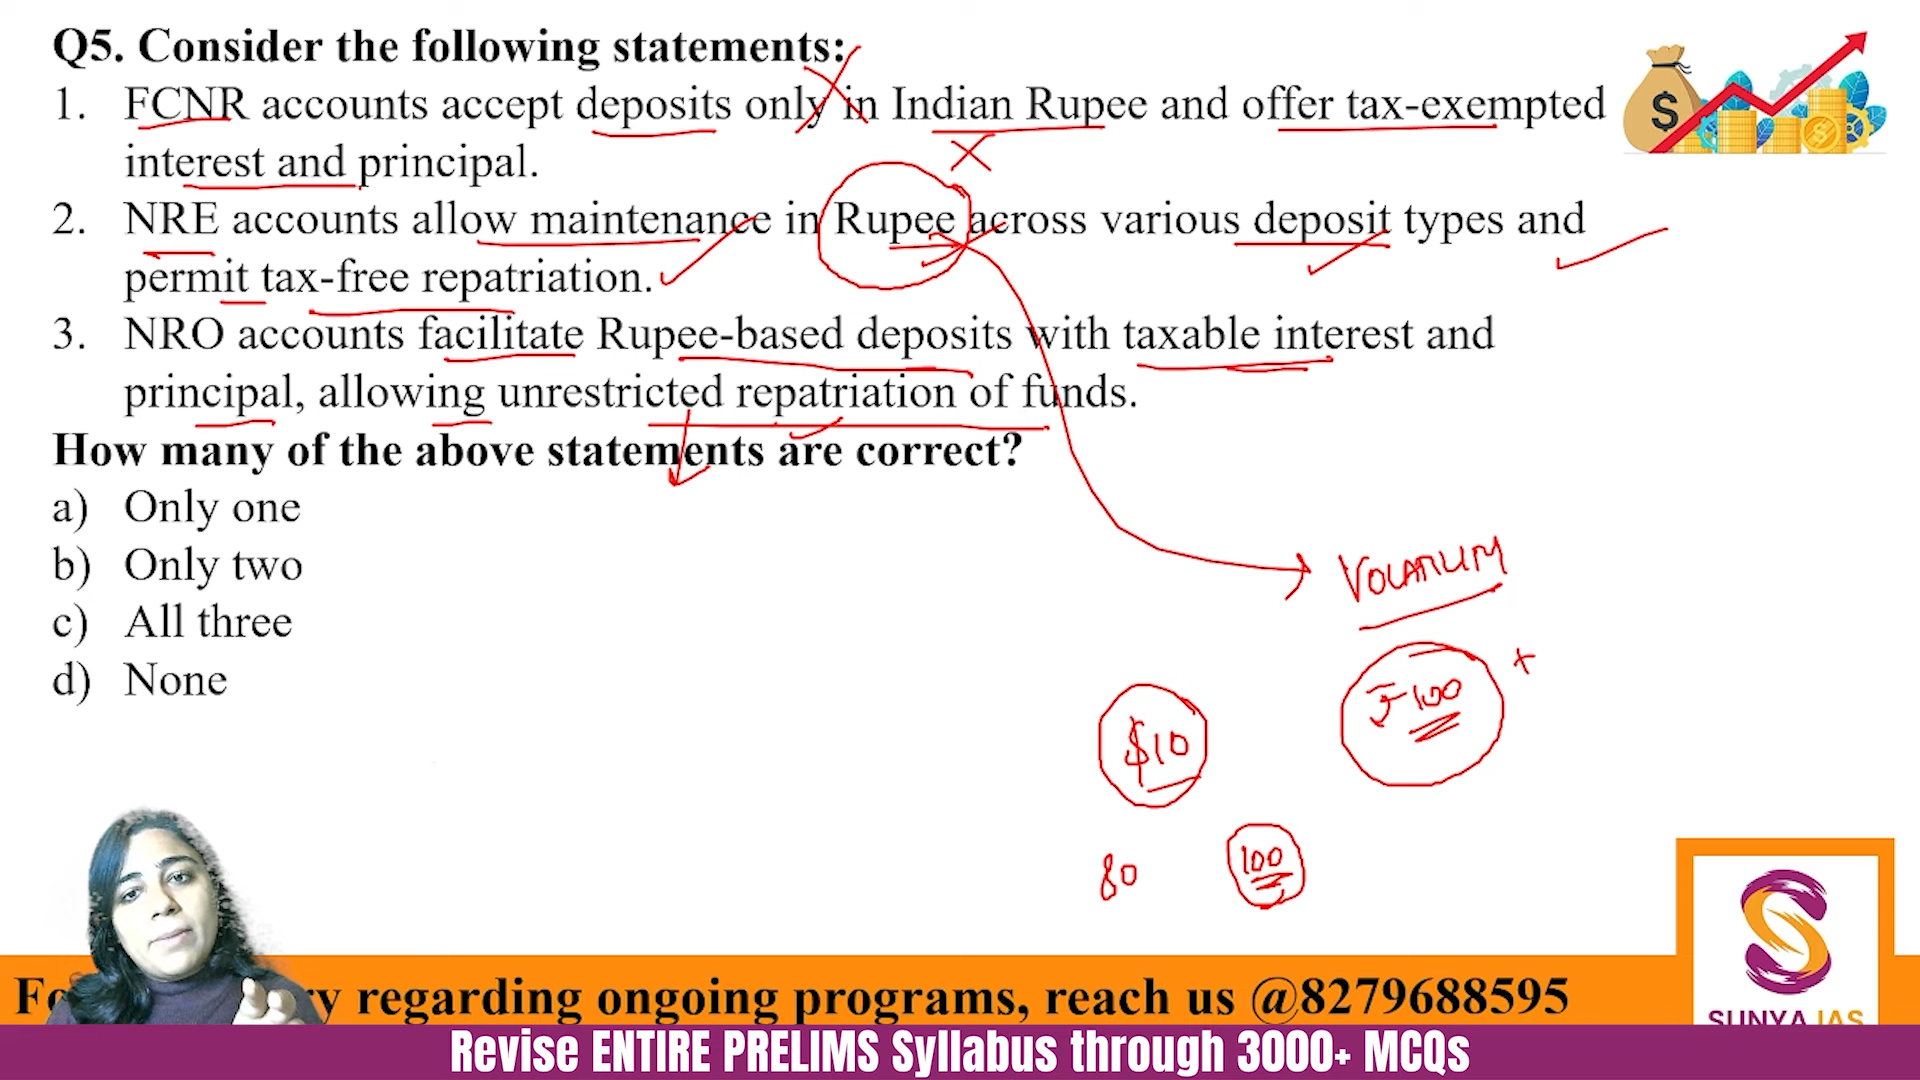 Q5. Consider the following statements:
1. FCNR accounts accept deposits only in Indian Rupee and offer tax-exempted
interest and principal.
2. NRE accounts allow maintenance in Rupee across various deposit types and
permit tax-free repatriation.
3. NRO accounts facilitate Rupee-based deposits with taxable interest and
principal, allowing unrestricted repatriation of funds.
How many of the above statements are correct?
a) Only one
b) Only two
c) All three
d) None
₹100
$10
80
100
ry regarding ongoing programs, reach us @8279688595
SUNYA IAS
Revise ENTIRE PRELIMS Syllabus through 3000+ MCQs